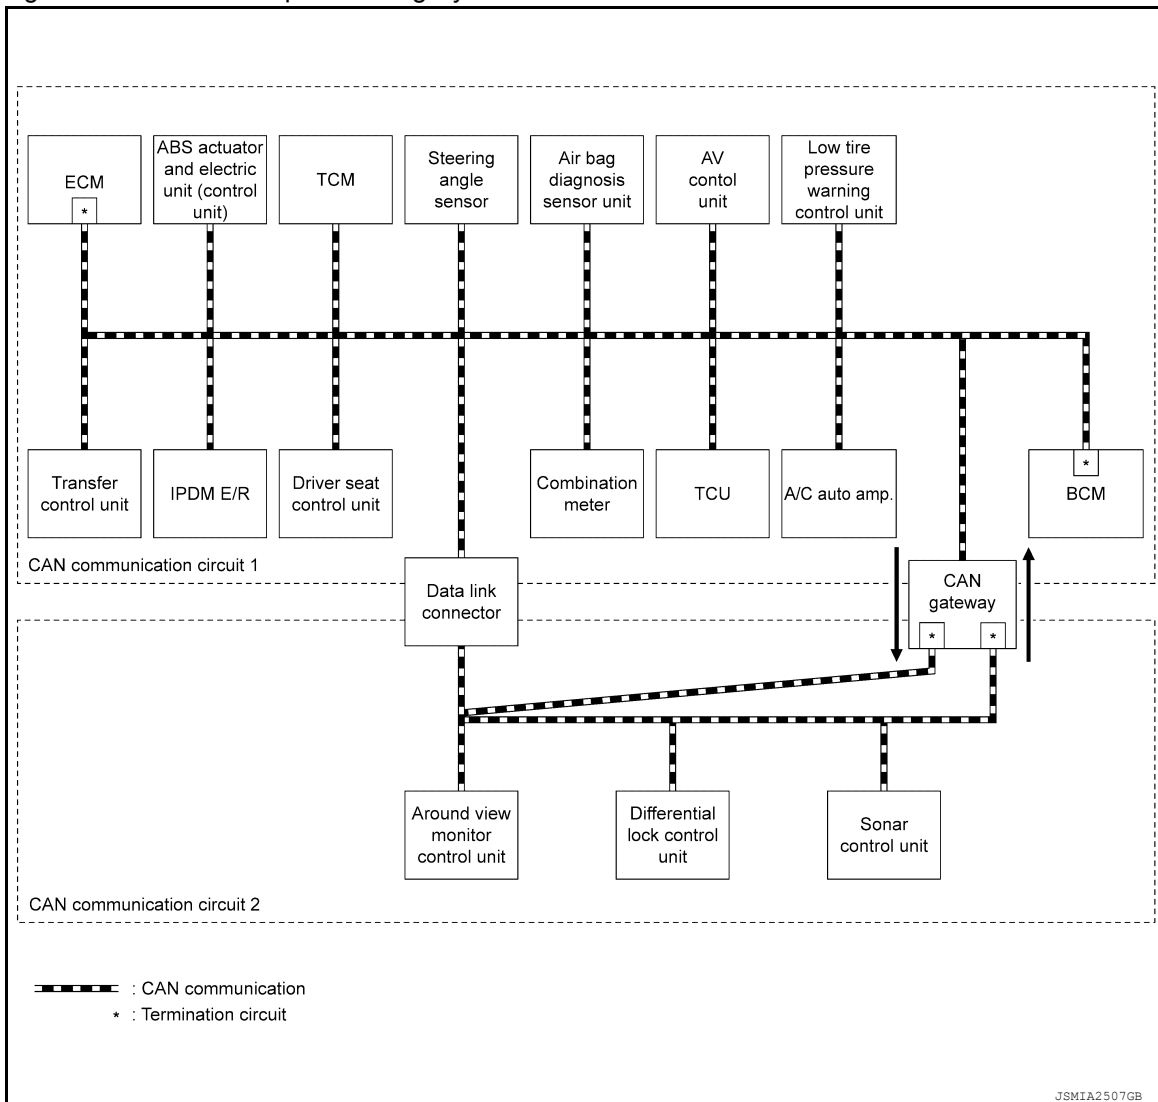 ECM
*
ABS actuator
and electric
unit (control
unit)
TCM
Steering
angle
sensor
Air bag
diagnosis
sensor unit
AV
contol
unit
Low tire
pressure
warning
control unit
Transfer
control unit
IPDM E/R
Driver seat
control unit
Combination
meter
TCU
A/C auto amp.
*
BCM
CAN communication circuit 1
Data link
connector
CAN
gateway
*
*
Around view
monitor
control unit
Differential
lock control
unit
Sonar
control unit
CAN communication circuit 2
: CAN communication
* : Termination circuit
JSMIA2507GB